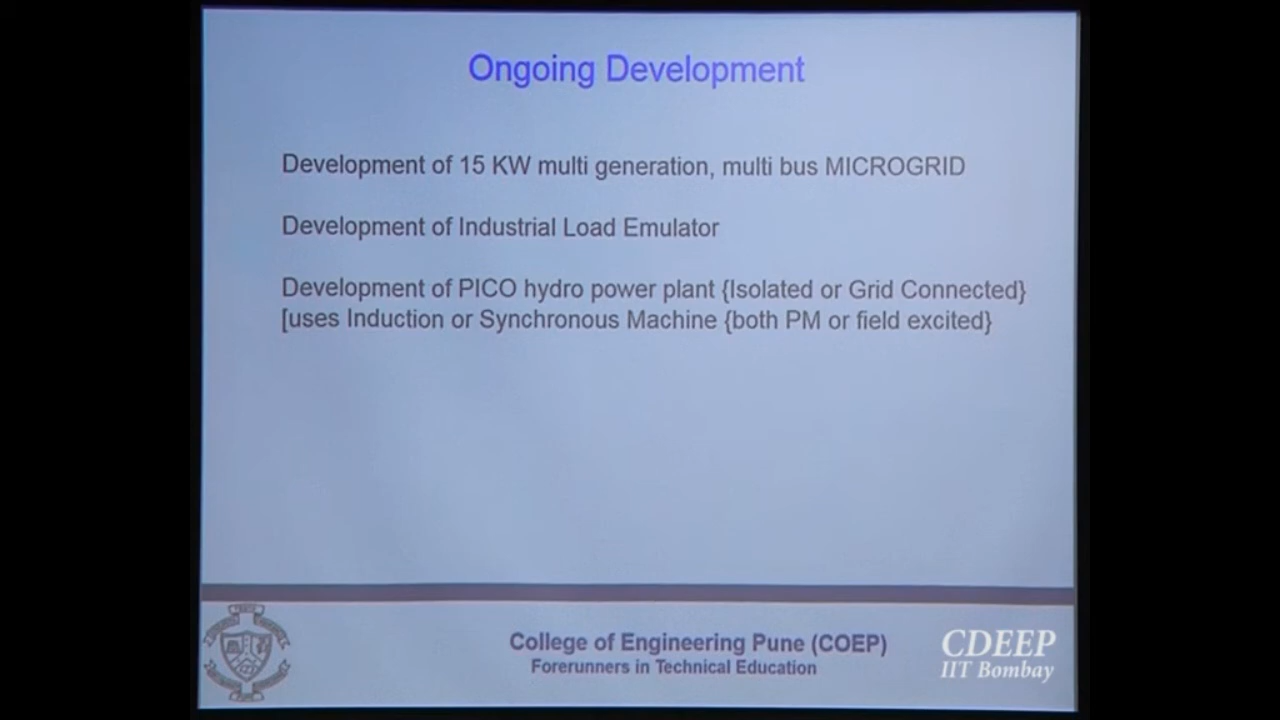 Ongoing Development
Development of 15 KW multi generation, multi bus MICROGRID
Development of Industrial Load Emulator
Development of PICO hydro power plant {Isolated or Grid Connected}
[uses Induction or Synchronous Machine {both PM or field excited}
College of Engineering Pune (COEP)
Forerunners in Technical Education
CDEEP
IIT Bombay